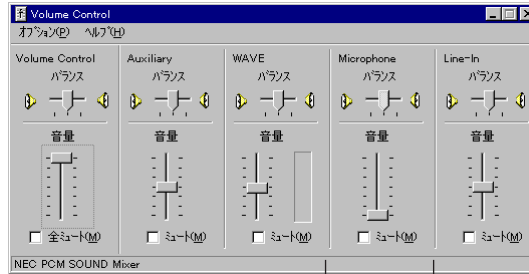 Volume Control
オプション(P) ヘルプ(H)
Volume Control Auxiliary WAVE Microphone Line-In
バランス バランス バランス バランス バランス
音量 音量 音量 音量 音量
全ミュート(M) ミュート(M) ミュート(M) ミュート(M) ミュート(M)
NEC PCM SOUND Mixer